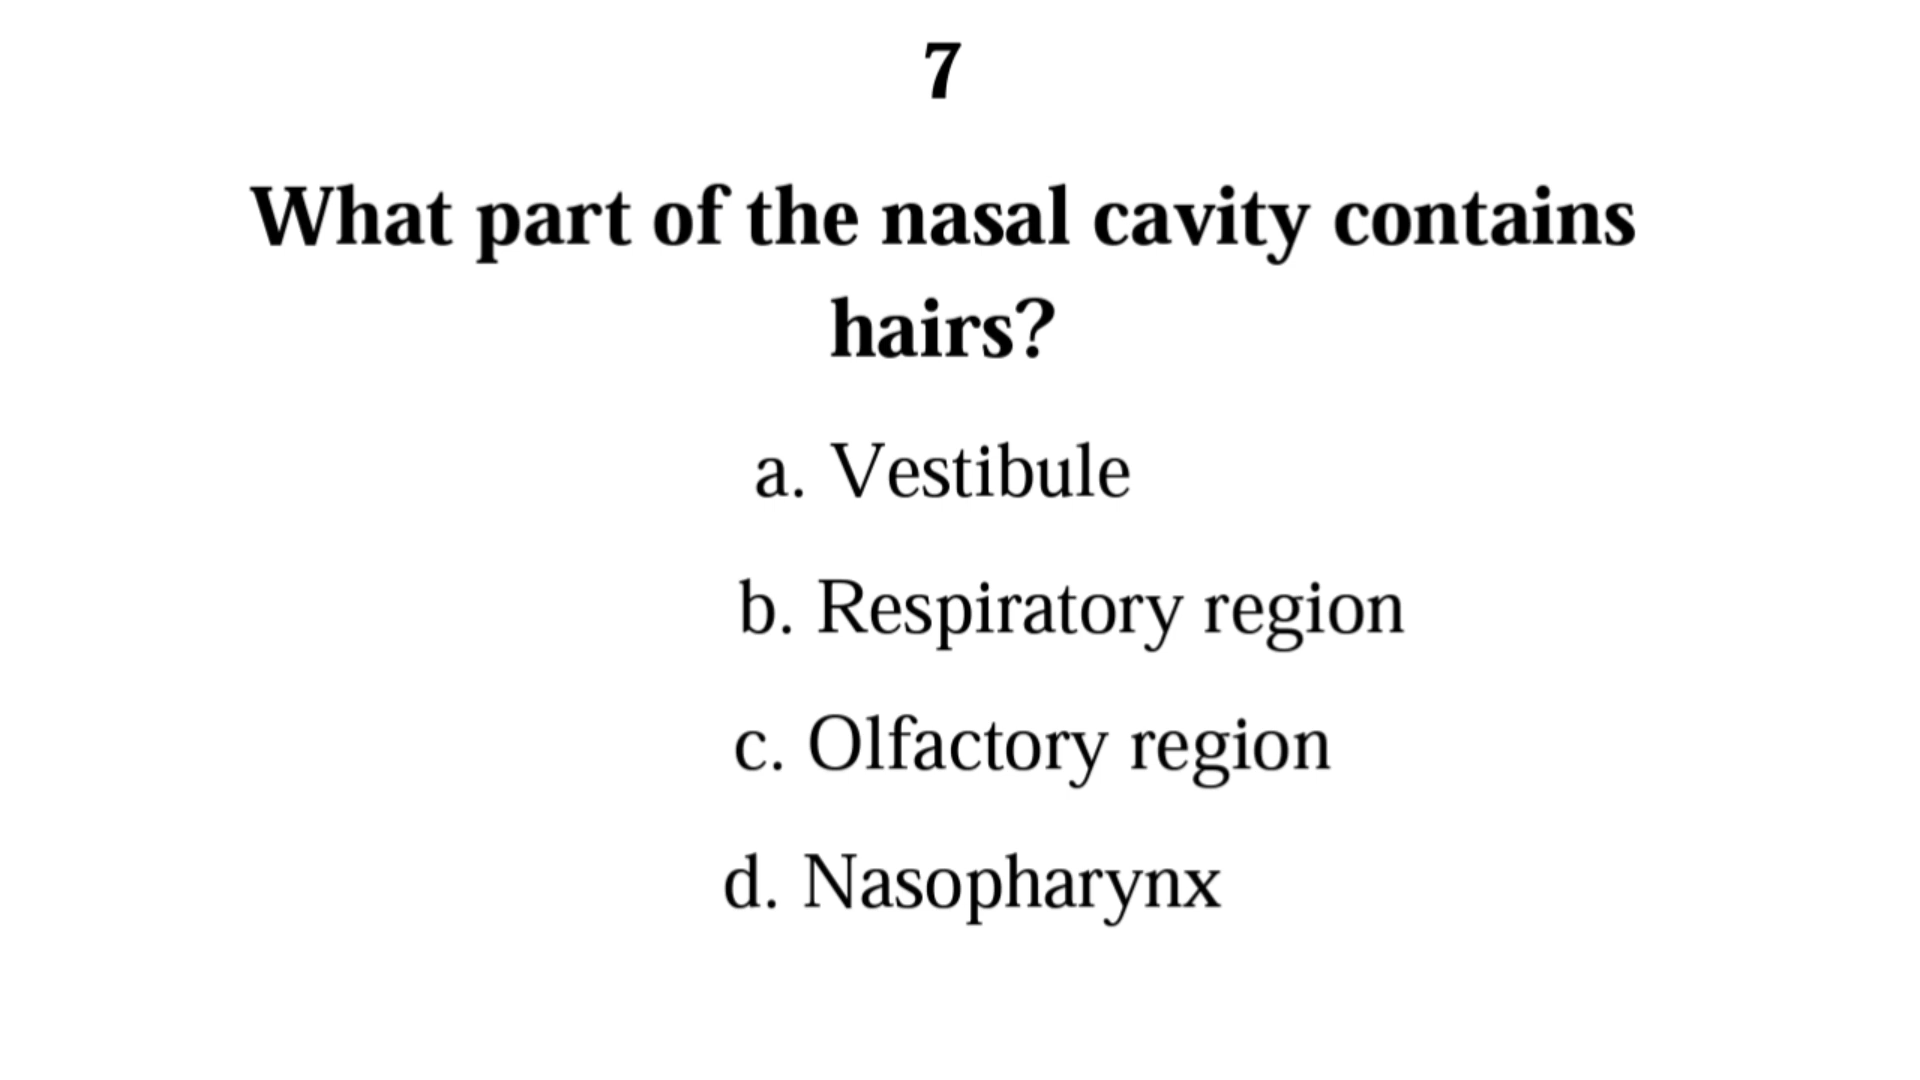 7
What part of the nasal cavity contains
hairs?
a. Vestibule
b. Respiratory region
c. Olfactory region
d. Nasopharynx